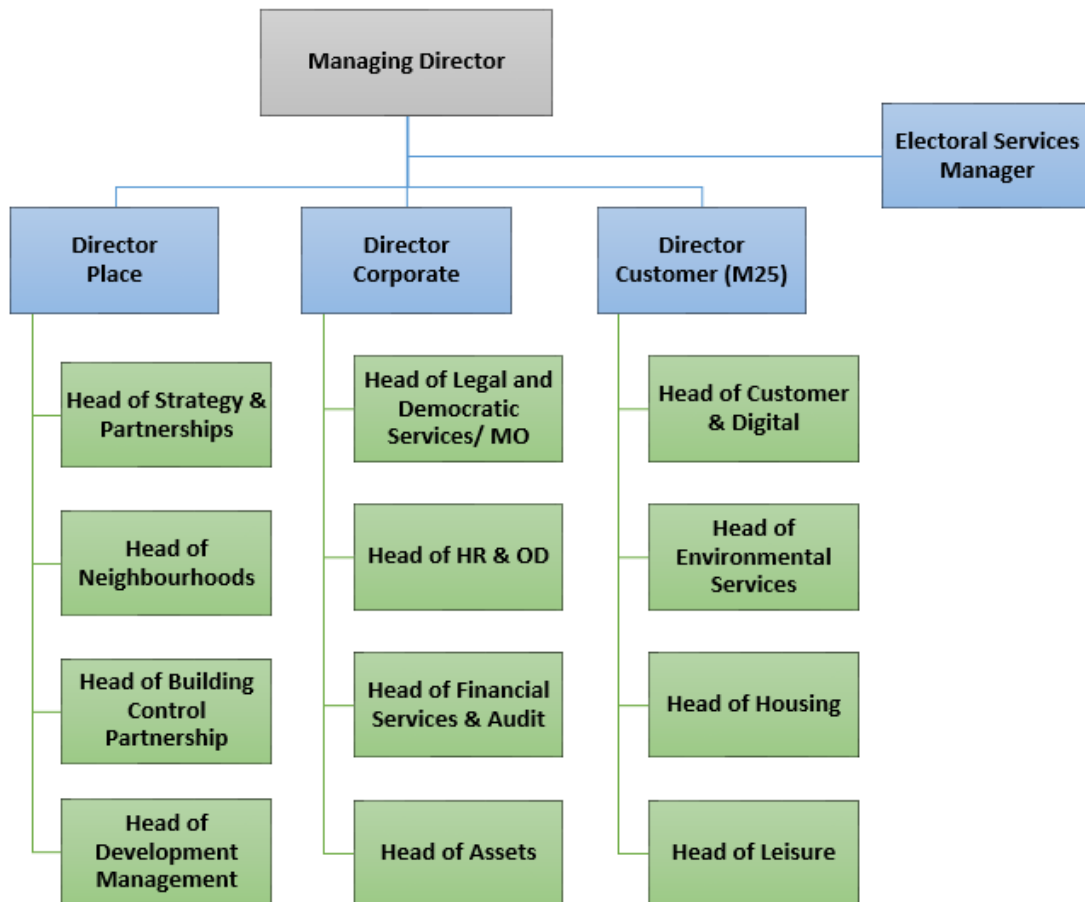 Managing Director
Electoral Services
Manager
Director
Place
Director
Corporate
Director
Customer (M25)
Head of Strategy &
Partnerships
Head of
Neighbourhoods
Head of Building
Control
Partnership
Head of
Development
Management
Head of Legal and
Democratic
Services/ MO
Head of HR & OD
Head of Financial
Services & Audit
Head of Assets
Head of Customer
& Digital
Head of
Environmental
Services
Head of Housing
Head of Leisure